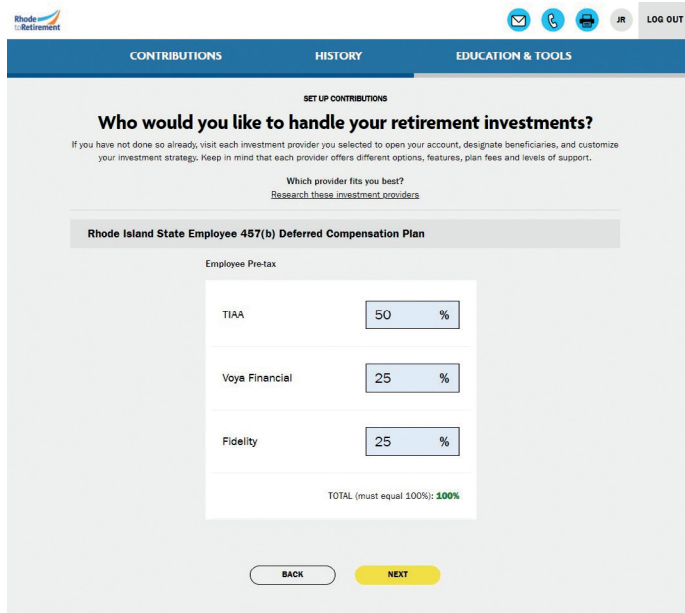 Rhode
toRetirement
JR
LOG OUT
CONTRIBUTIONS
HISTORY
EDUCATION & TOOLS
SET UP CONTRIBUTIONS
Who would you like to handle your retirement investments?
If you have not done so already, visit each investment provider you selected to open your account, designate beneficiaries, and customize
your investment strategy. Keep in mind that each provider offers different options, features, plan fees and levels of support.
Which provider fits you best?
Research these investment providers
Rhode Island State Employee 457(b) Deferred Compensation Plan
Employee Pre-tax
TIAA 50 %
Voya Financial 25 %
Fidelity 25 %
TOTAL (must equal 100%): 100%
BACK
NEXT